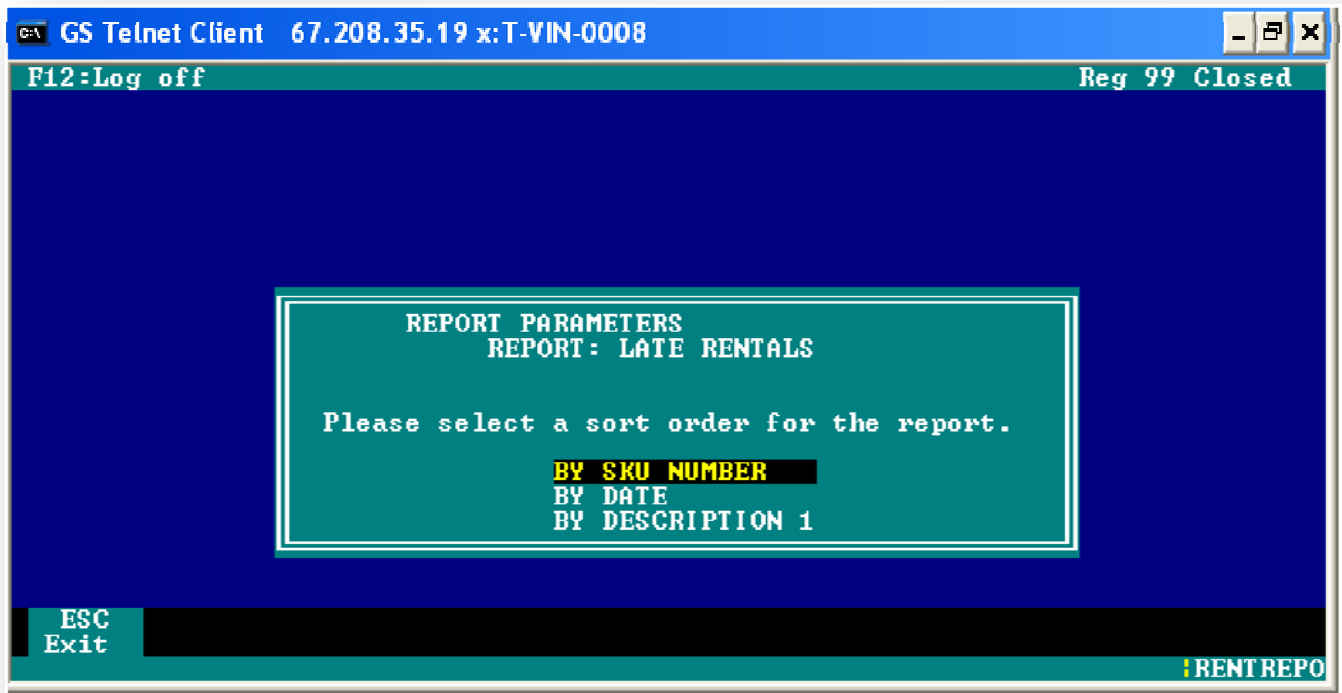 GS Telnet Client 67.208.35.19 x:T-VIN-0008
F12:Log off Reg 99 Closed
REPORT PARAMETERS
REPORT: LATE RENTALS
Please select a sort order for the report.
BY SKU NUMBER
BY DATE
BY DESCRIPTION 1
ESC
Exit
¦RENTREPO